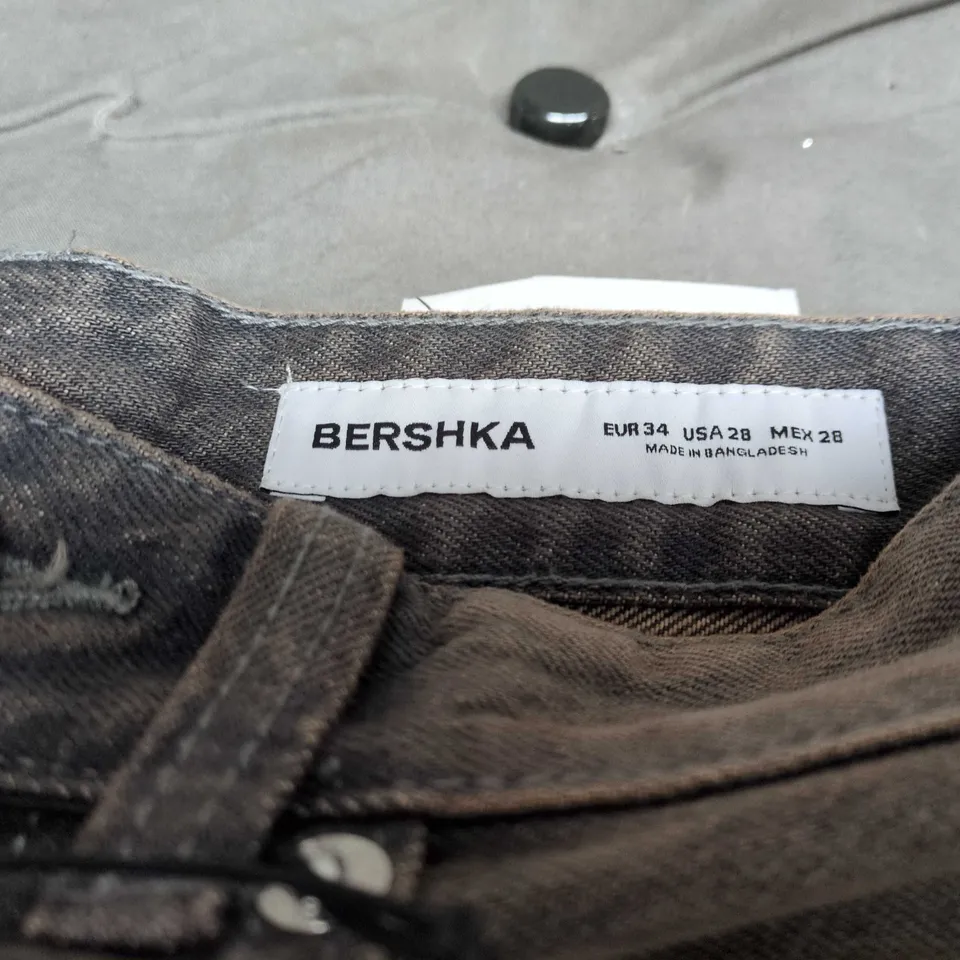 BERSHKA
EUR 34 USA 28 MEX 28
MADE IN BANGLADESH